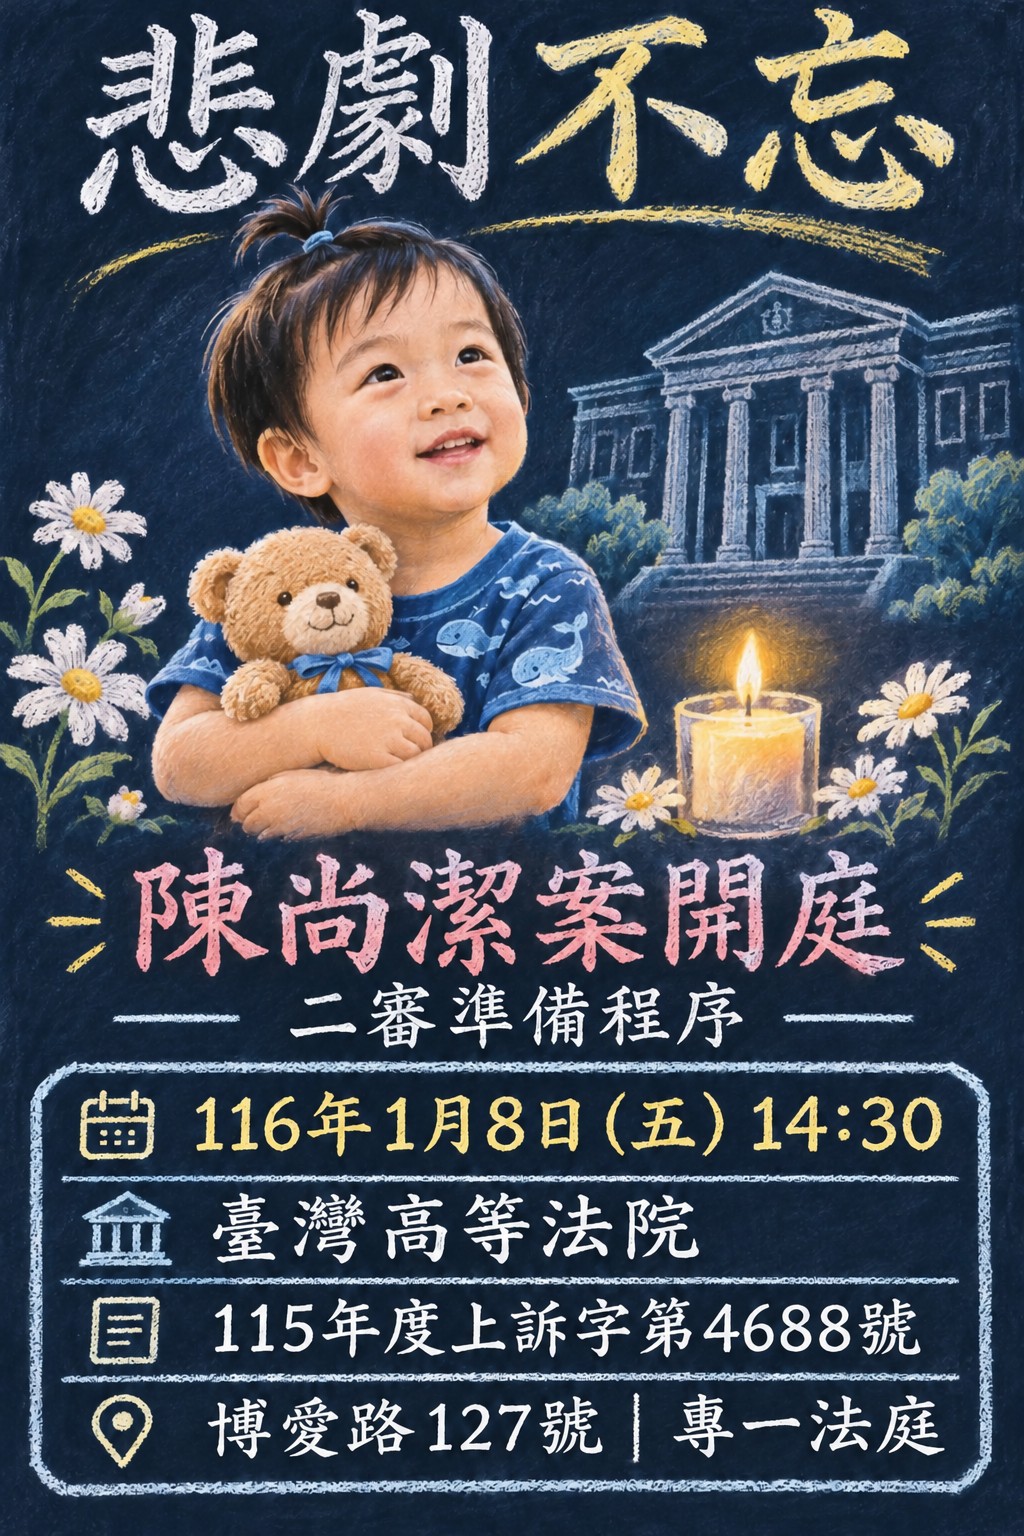 悲劇不忘
陳尚潔案開庭
二審準備程序
116年1月8日(五) 14:30
臺灣高等法院
115年度上訴字第4688號
博愛路127號｜專一法庭